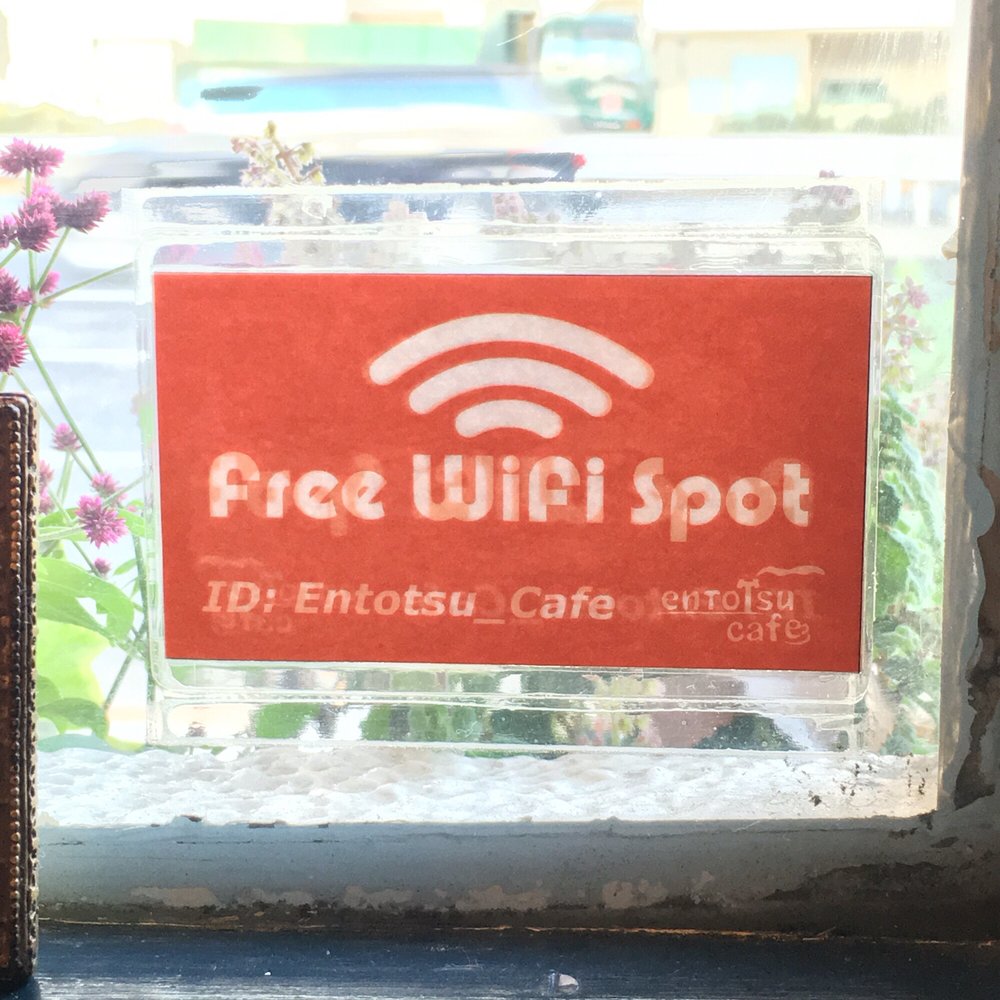 Free WiFi Spot
ID: Entotsu_Cafe
entotsu
cafe